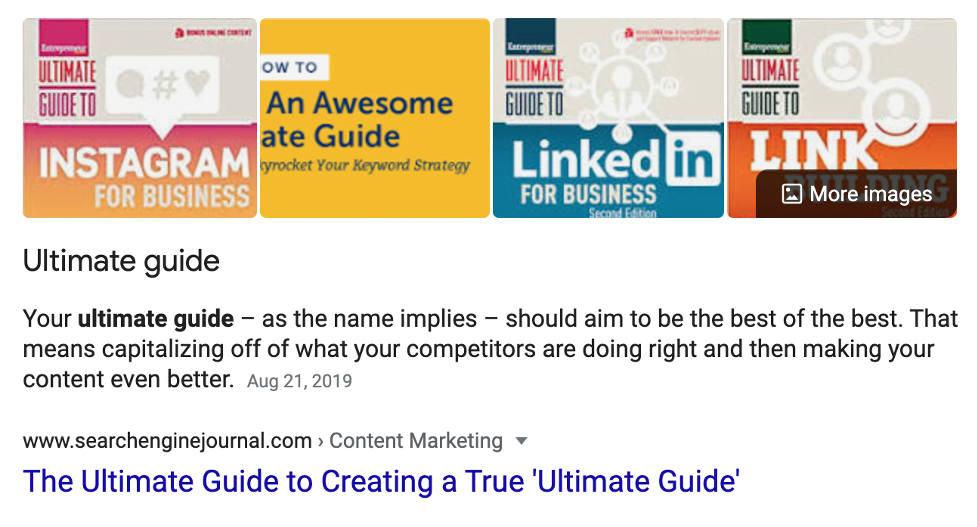 BONUS ONLINE CONTENT
Entrepreneur
ULTIMATE
GUIDE TO
#
INSTAGRAM
FOR BUSINESS
OW TO
An Awesome
ate Guide
yrocket Your Keyword Strategy
Entrepreneur
ULTIMATE
GUIDE TO
Linked in
FOR BUSINESS
Second Edition
Entrepreneur
ULTIMATE
GUIDE TO
LINK
BUILDING
Second Edition
More images
Ultimate guide
Your ultimate guide – as the name implies – should aim to be the best of the best. That
means capitalizing off of what your competitors are doing right and then making your
content even better. Aug 21, 2019
www.searchenginejournal.com › Content Marketing
The Ultimate Guide to Creating a True 'Ultimate Guide'